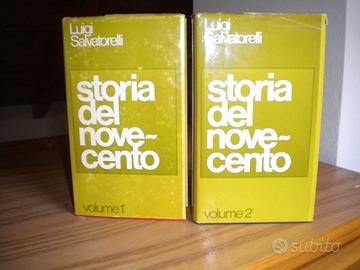 Luigi
Salvatorelli
storia
del
nove~
cento
volume 1°
Luigi
Salvatorelli
storia
del
nove~
cento
volume 2°
subito